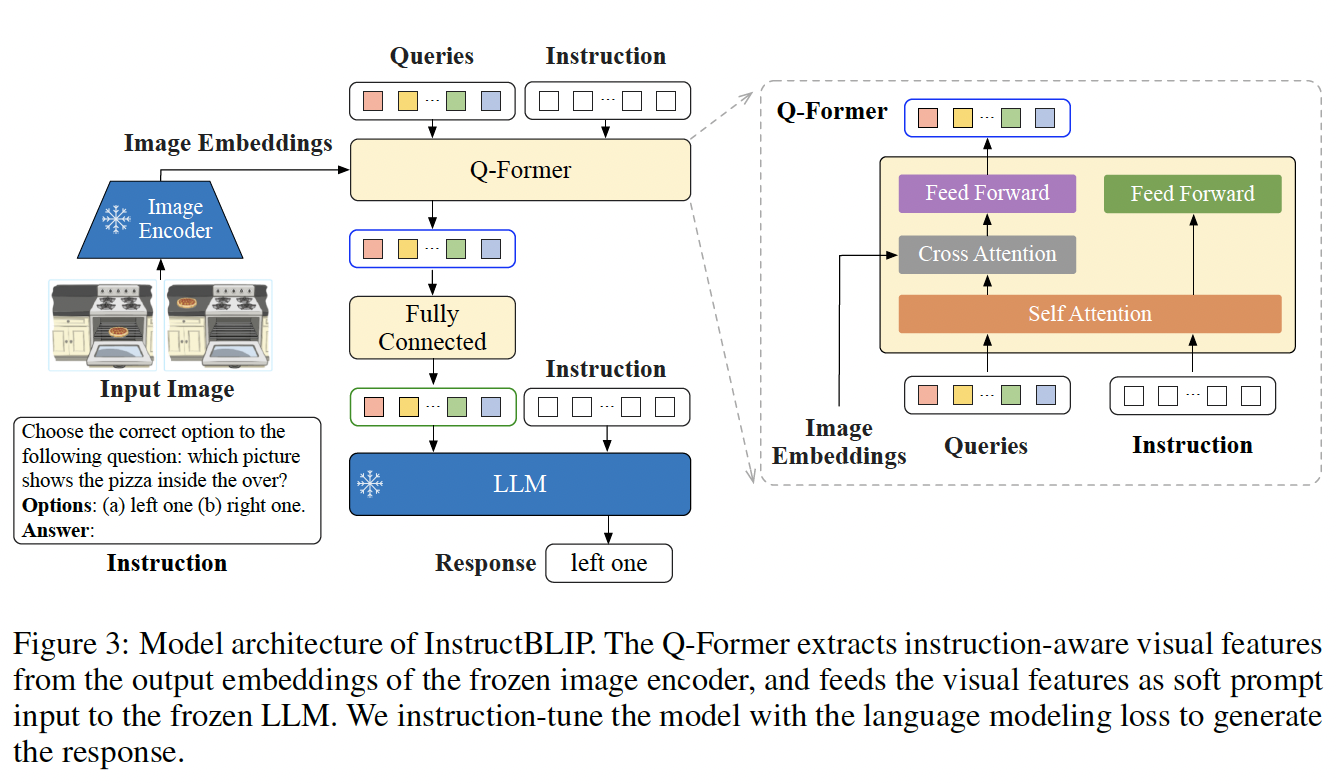 Queries
Instruction
Image Embeddings
Q-Former
Image
Encoder
Input Image
Fully
Connected
Instruction
LLM
Response
left one
Choose the correct option to the
following question: which picture
shows the pizza inside the over?
Options: (a) left one (b) right one.
Answer:
Instruction
Q-Former
Feed Forward
Feed Forward
Cross Attention
Self Attention
Image
Embeddings
Queries
Instruction
Figure 3: Model architecture of InstructBLIP. The Q-Former extracts instruction-aware visual features
from the output embeddings of the frozen image encoder, and feeds the visual features as soft prompt
input to the frozen LLM. We instruction-tune the model with the language modeling loss to generate
the response.